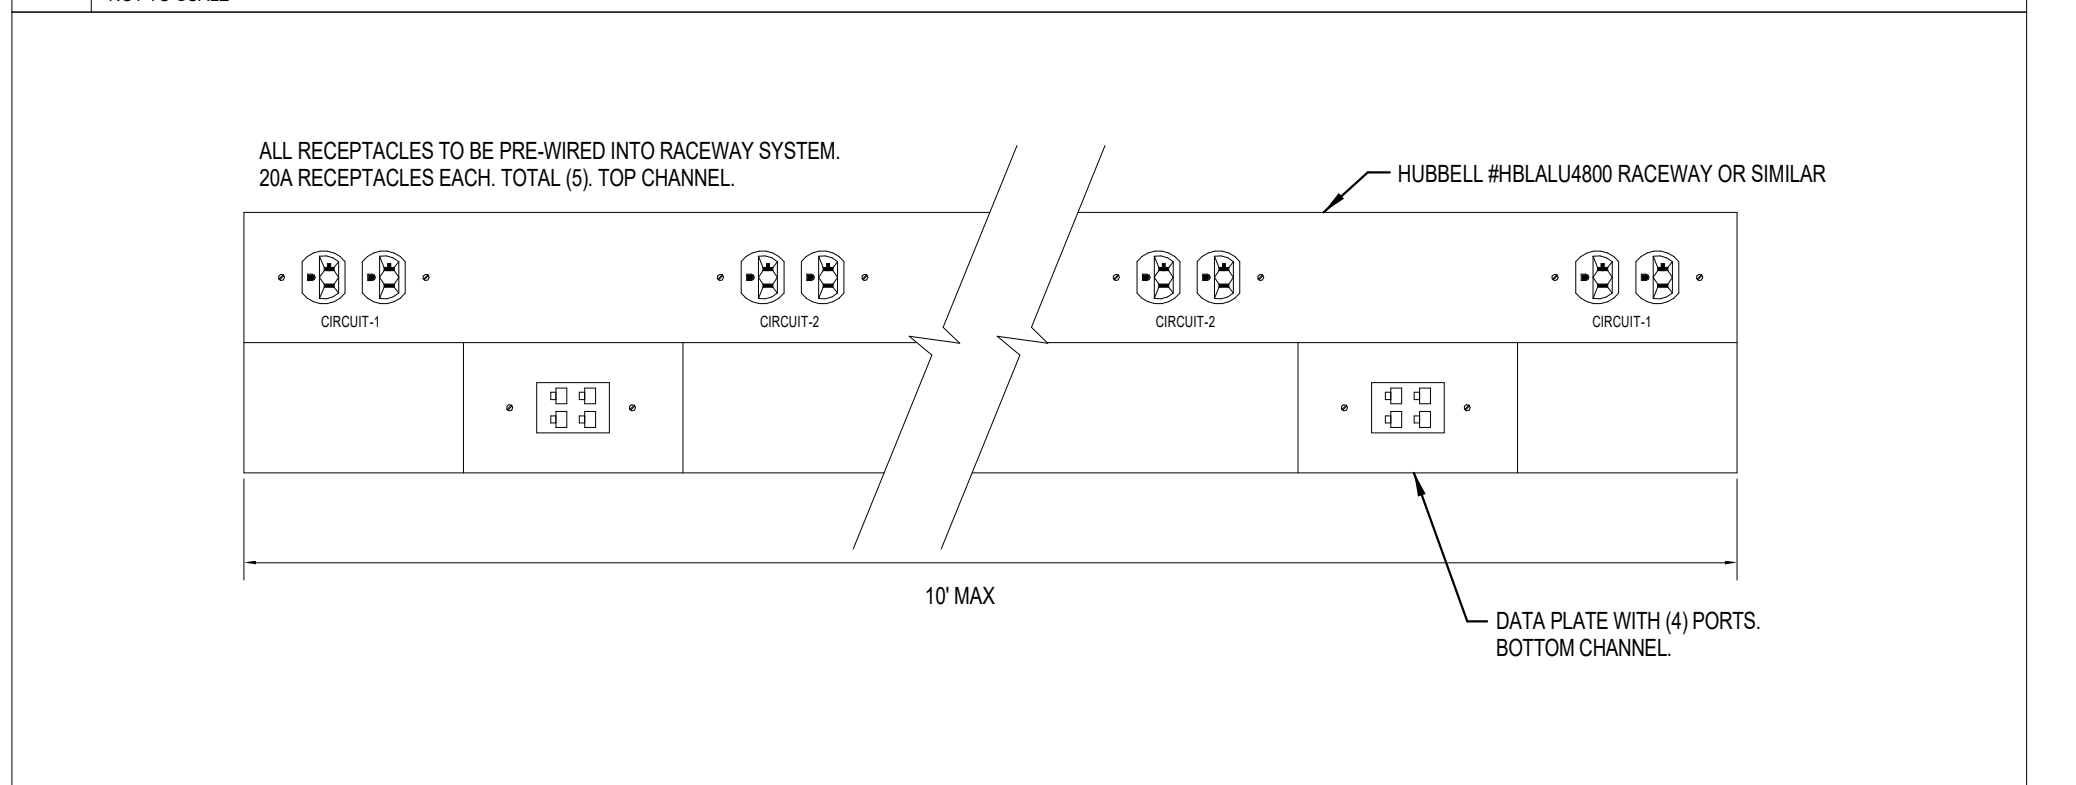 ALL RECEPTACLES TO BE PRE-WIRED INTO RACEWAY SYSTEM.
20A RECEPTACLES EACH. TOTAL (5). TOP CHANNEL.
HUBBELL #HBLALU4800 RACEWAY OR SIMILAR
CIRCUIT-1
CIRCUIT-2
CIRCUIT-2
CIRCUIT-1
10' MAX
DATA PLATE WITH (4) PORTS.
BOTTOM CHANNEL.